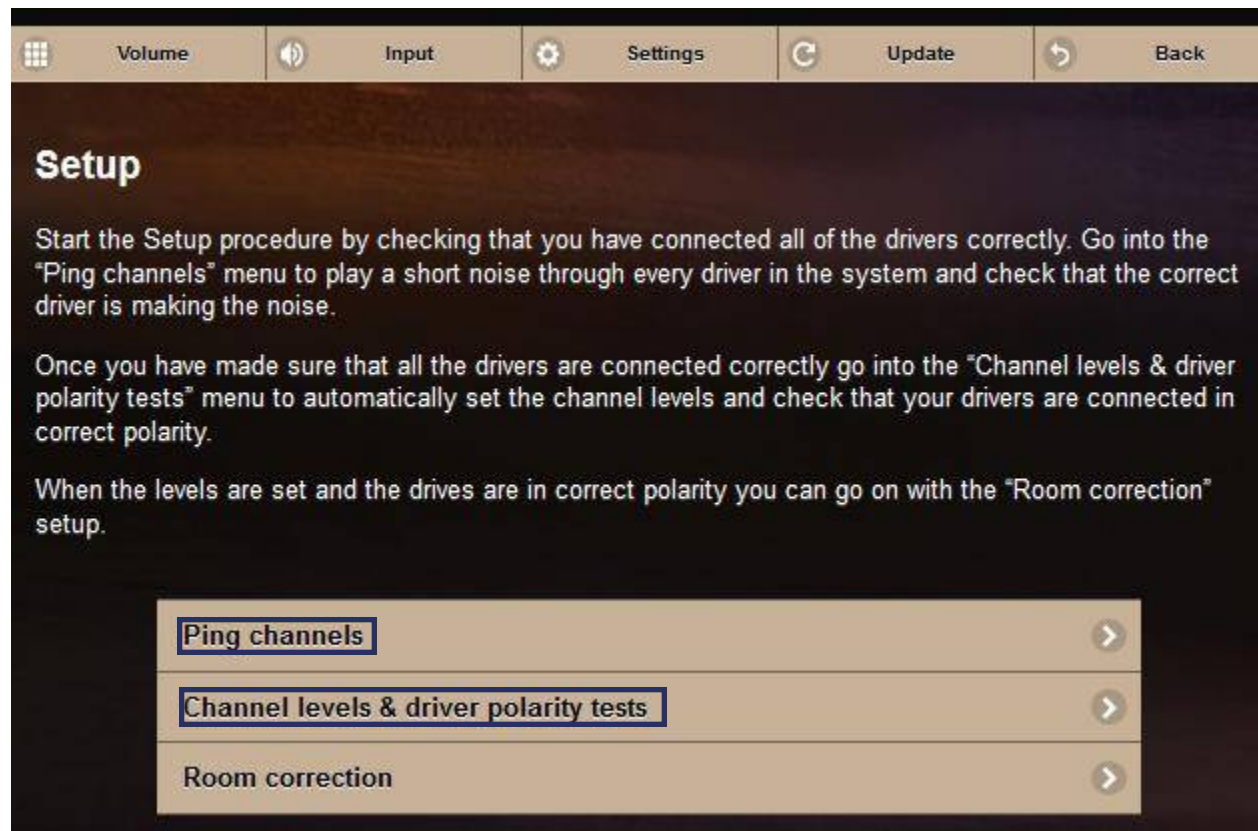 Volume Input Settings Update Back
Setup
Start the Setup procedure by checking that you have connected all of the drivers correctly. Go into the
“Ping channels” menu to play a short noise through every driver in the system and check that the correct
driver is making the noise.
Once you have made sure that all the drivers are connected correctly go into the “Channel levels & driver
polarity tests” menu to automatically set the channel levels and check that your drivers are connected in
correct polarity.
When the levels are set and the drives are in correct polarity you can go on with the “Room correction”
setup.
Ping channels
Channel levels & driver polarity tests
Room correction